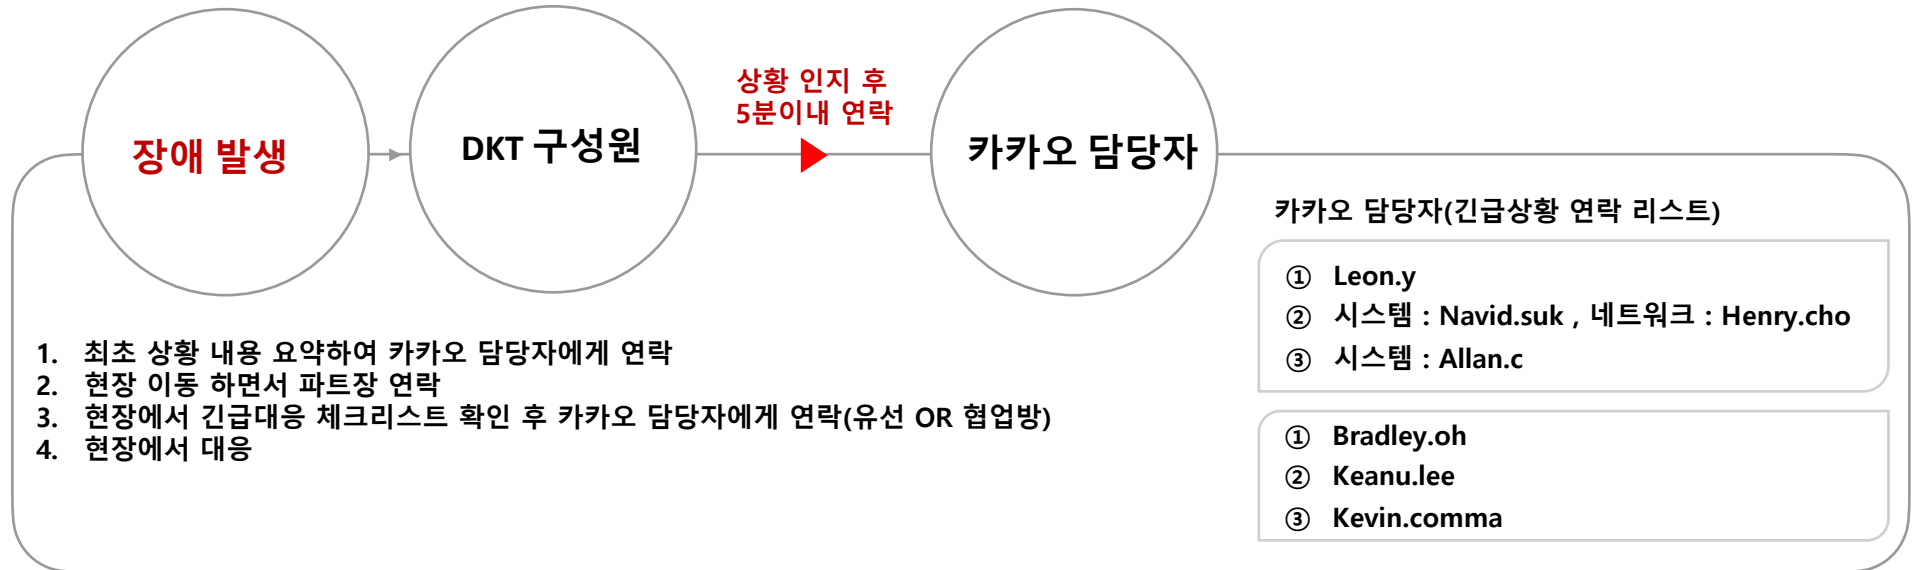 장애 발생
DKT 구성원
상황 인지 후
5분이내 연락
카카오 담당자
1. 최초 상황 내용 요약하여 카카오 담당자에게 연락
2. 현장 이동 하면서 파트장 연락
3. 현장에서 긴급대응 체크리스트 확인 후 카카오 담당자에게 연락(유선 OR 협업방)
4. 현장에서 대응
카카오 담당자(긴급상황 연락 리스트)
① Leon.y
② 시스템 : Navid.suk , 네트워크 : Henry.cho
③ 시스템 : Allan.c
① Bradley.oh
② Keanu.lee
③ Kevin.comma